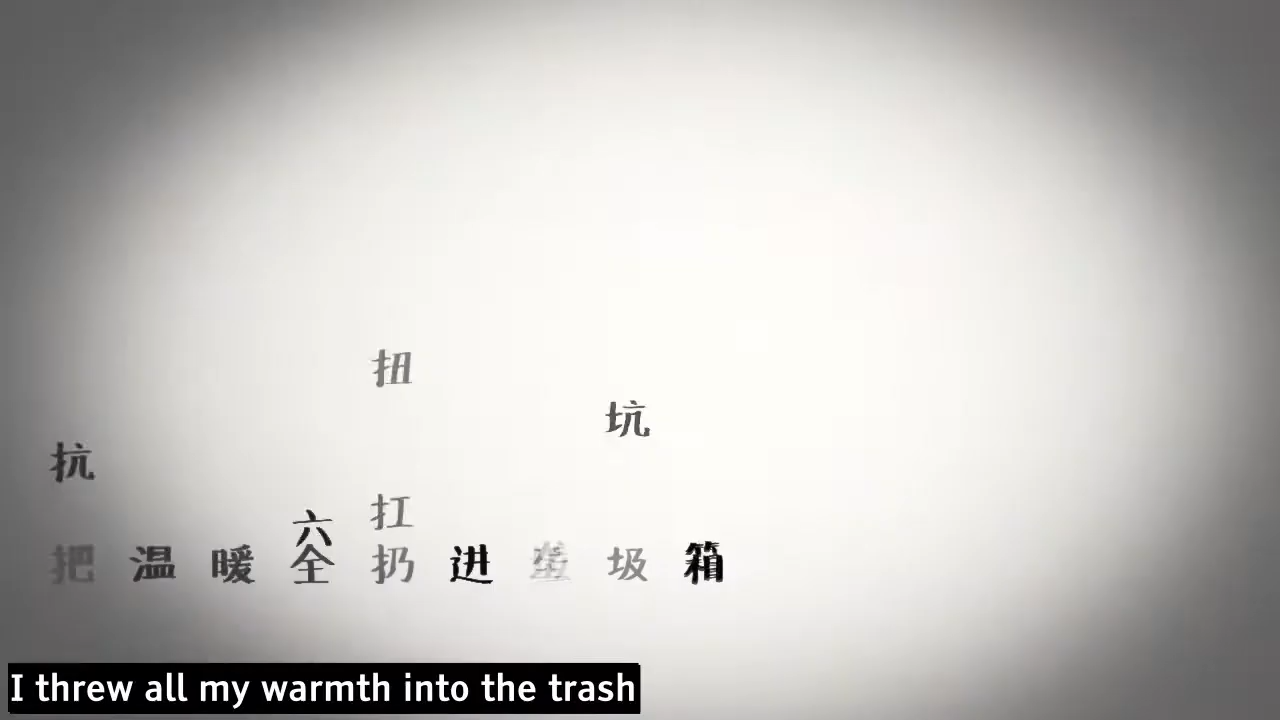 扭
坑
抗
扛
六
把温暖全扔进垃圾箱
I threw all my warmth into the trash